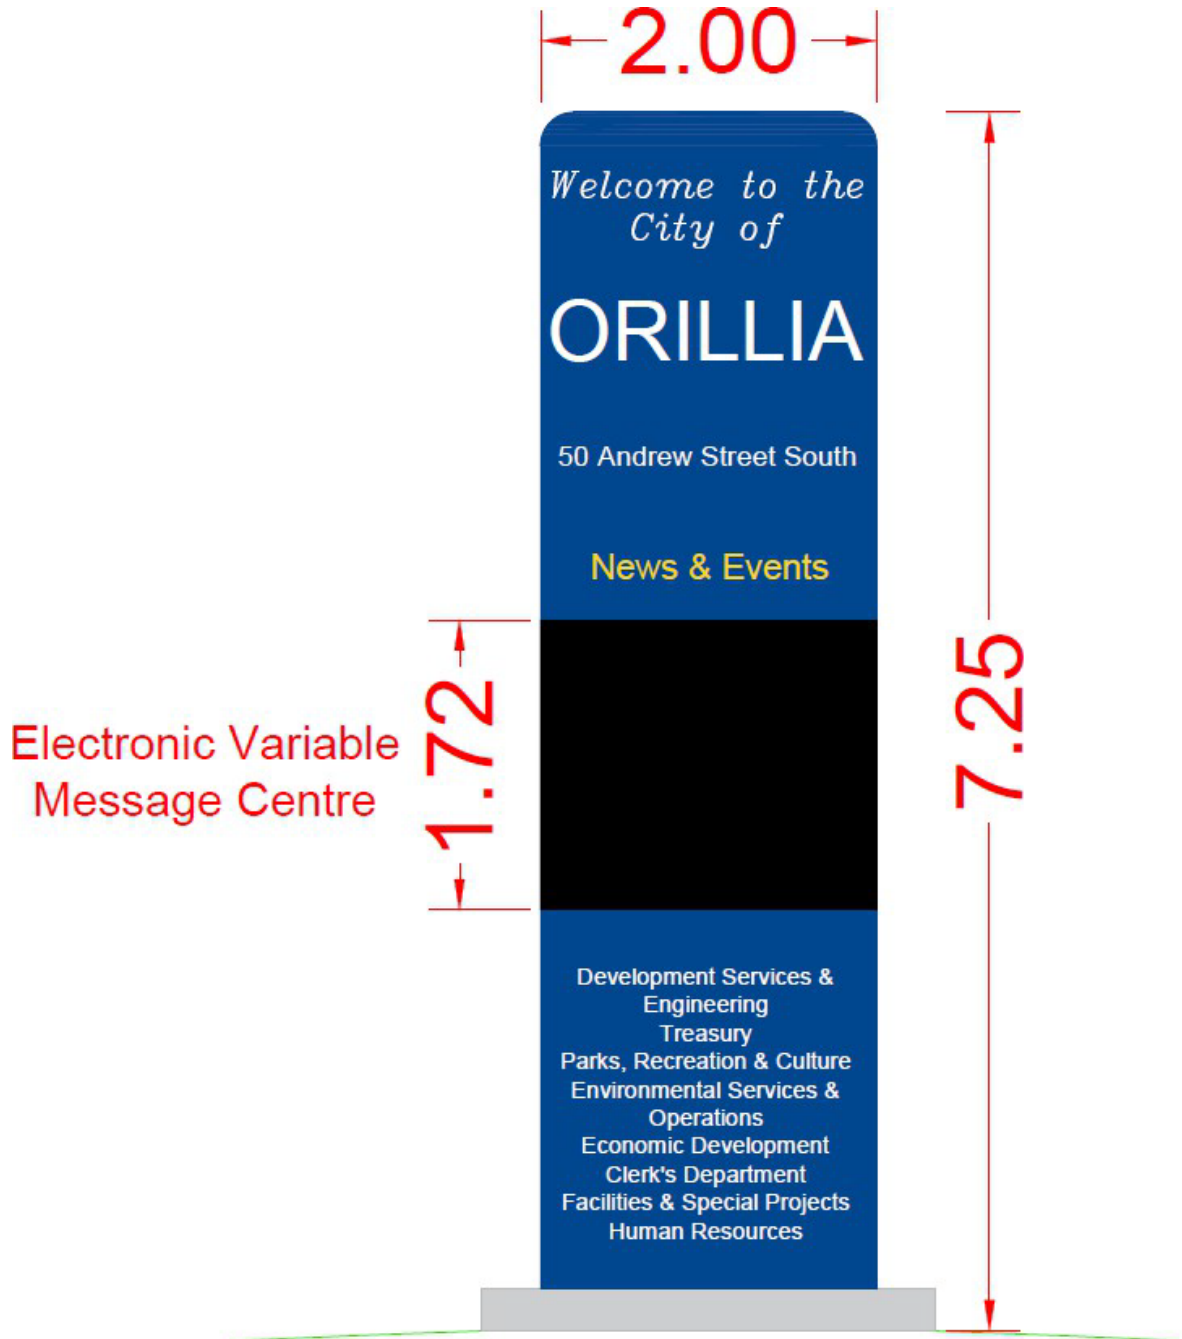 2.00
Welcome to the
City of
ORILLIA
50 Andrew Street South
News & Events
Electronic Variable
Message Centre
1.72
7.25
Development Services &
Engineering
Treasury
Parks, Recreation & Culture
Environmental Services &
Operations
Economic Development
Clerk's Department
Facilities & Special Projects
Human Resources